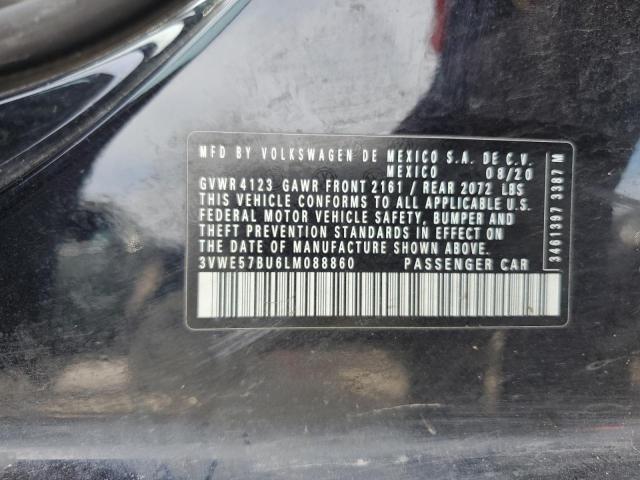 MFD BY VOLKSWAGEN DE MEXICO S.A. DE C.V.
MEXICO 08/20
GVWR 4123 GAWR FRONT 2161 / REAR 2072 LBS
THIS VEHICLE CONFORMS TO ALL APPLICABLE U.S.
FEDERAL MOTOR VEHICLE SAFETY, BUMPER AND
THEFT PREVENTION STANDARDS IN EFFECT ON
THE DATE OF MANUFACTURE SHOWN ABOVE.
3VWE57BU6LM088860 PASSENGER CAR
3461397 3387 M